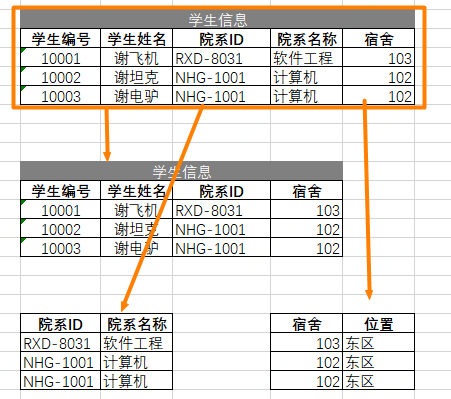 学生信息
学生编号 学生姓名 院系ID 院系名称 宿舍
10001 谢飞机 RXD-8031 软件工程 103
10002 谢坦克 NHG-1001 计算机 102
10003 谢电驴 NHG-1001 计算机 102
学生信息
学生编号 学生姓名 院系ID 宿舍
10001 谢飞机 RXD-8031 103
10002 谢坦克 NHG-1001 102
10003 谢电驴 NHG-1001 102
院系ID 院系名称 宿舍 位置
RXD-8031 软件工程 103 东区
NHG-1001 计算机 102 东区
NHG-1001 计算机 102 东区